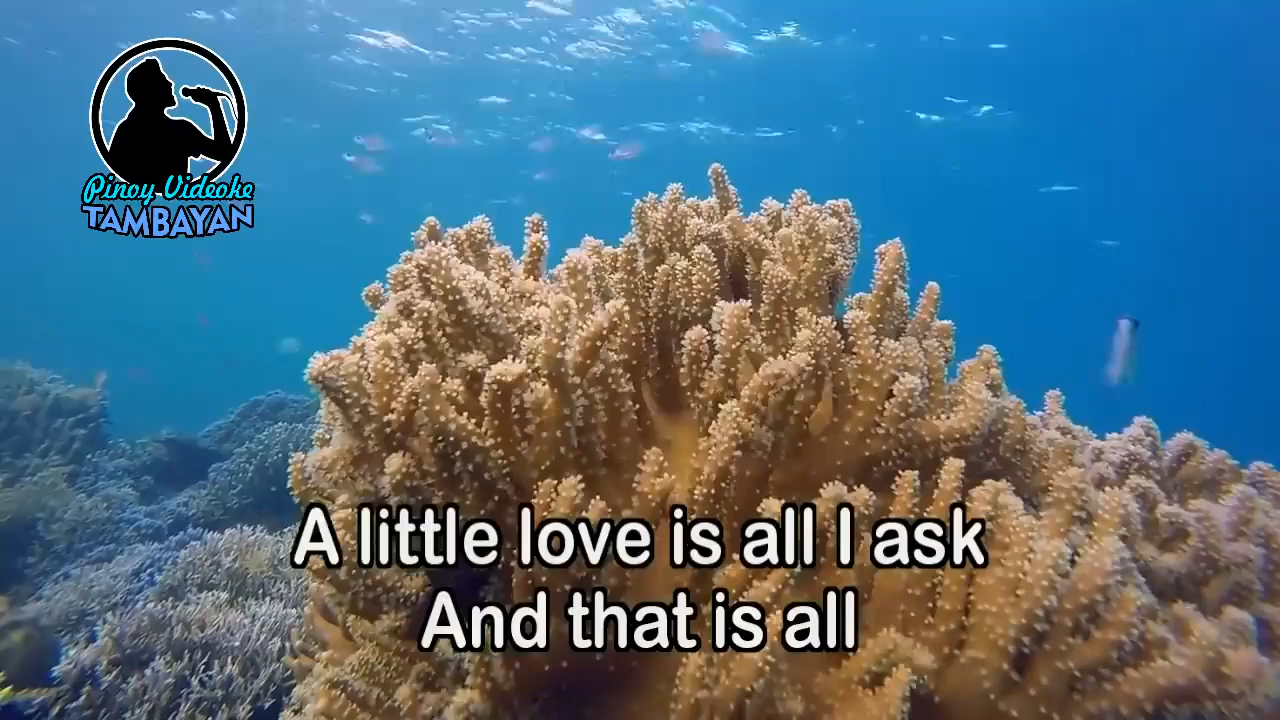 Pinoy Videoke
TAMBAYAN
A little love is all I ask
And that is all